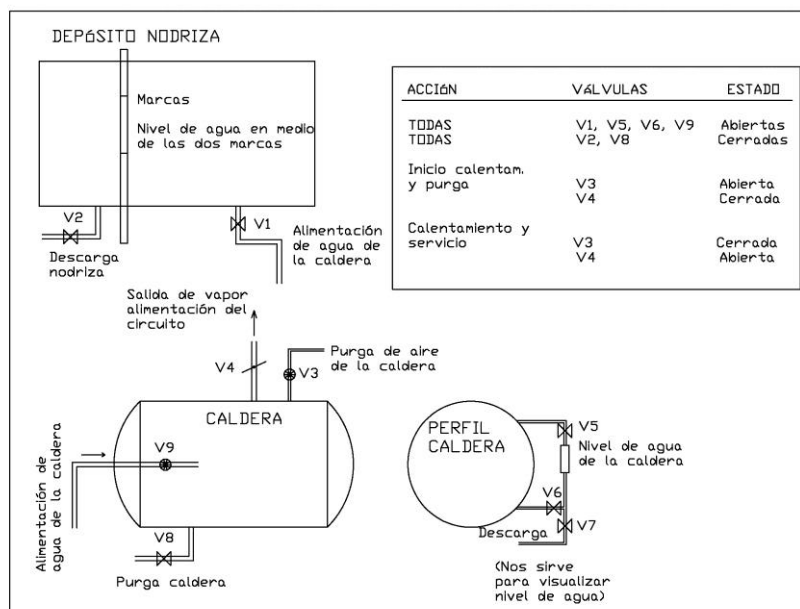 DEPóSITO NODRIZA
Marcas
Nivel de agua en medio
de las dos marcas
V2
V1
Descarga
nodriza
Alimentación
de agua de
la caldera
ACCIóN VáLVULAS ESTADO
TODAS V1, V5, V6, V9 Abiertas
TODAS V2, V8 Cerradas
Inicio calentam.
y purga V3 Abierta
V4 Cerrada
Calentamiento y
servicio V3 Cerrada
V4 Abierta
Salida de vapor
alimentación del
circuito
V4
V3
Purga de aire
de la caldera
CALDERA
V9
Alimentación de
agua de la caldera
V8
Purga caldera
PERFIL
CALDERA
V5
Nivel de agua
de la caldera
V6
V7
Descarga
(Nos sirve
para visualizar
nivel de agua)